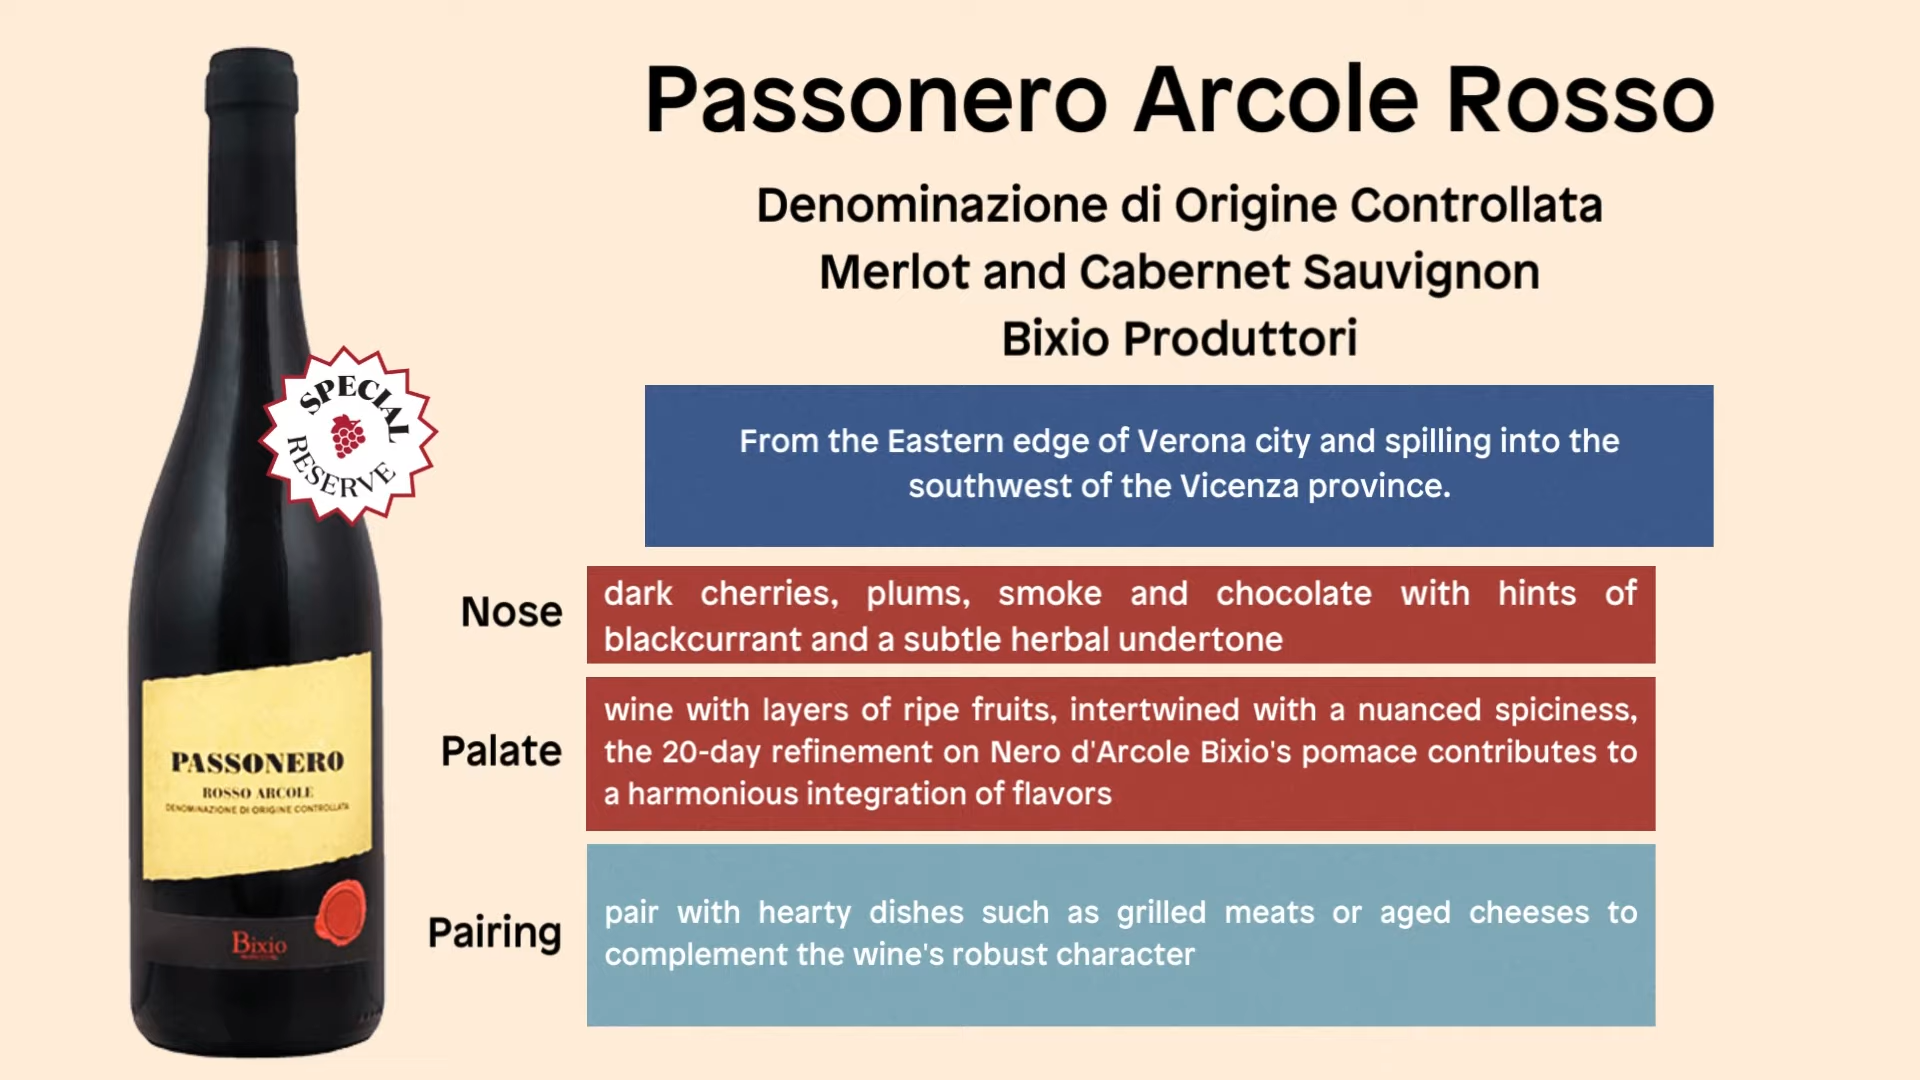 Passonero Arcole Rosso
Denominazione di Origine Controllata
Merlot and Cabernet Sauvignon
Bixio Produttori
From the Eastern edge of Verona city and spilling into the
southwest of the Vicenza province.
SPECIAL
RESERVE
Nose
dark cherries, plums, smoke and chocolate with hints of
blackcurrant and a subtle herbal undertone
Palate
wine with layers of ripe fruits, intertwined with a nuanced spiciness,
the 20-day refinement on Nero d'Arcole Bixio's pomace contributes to
a harmonious integration of flavors
Pairing
pair with hearty dishes such as grilled meats or aged cheeses to
complement the wine's robust character
PASSONERO
ROSSO ARCOLE
DENOMINAZIONE DI ORIGINE CONTROLLATA
Bixio